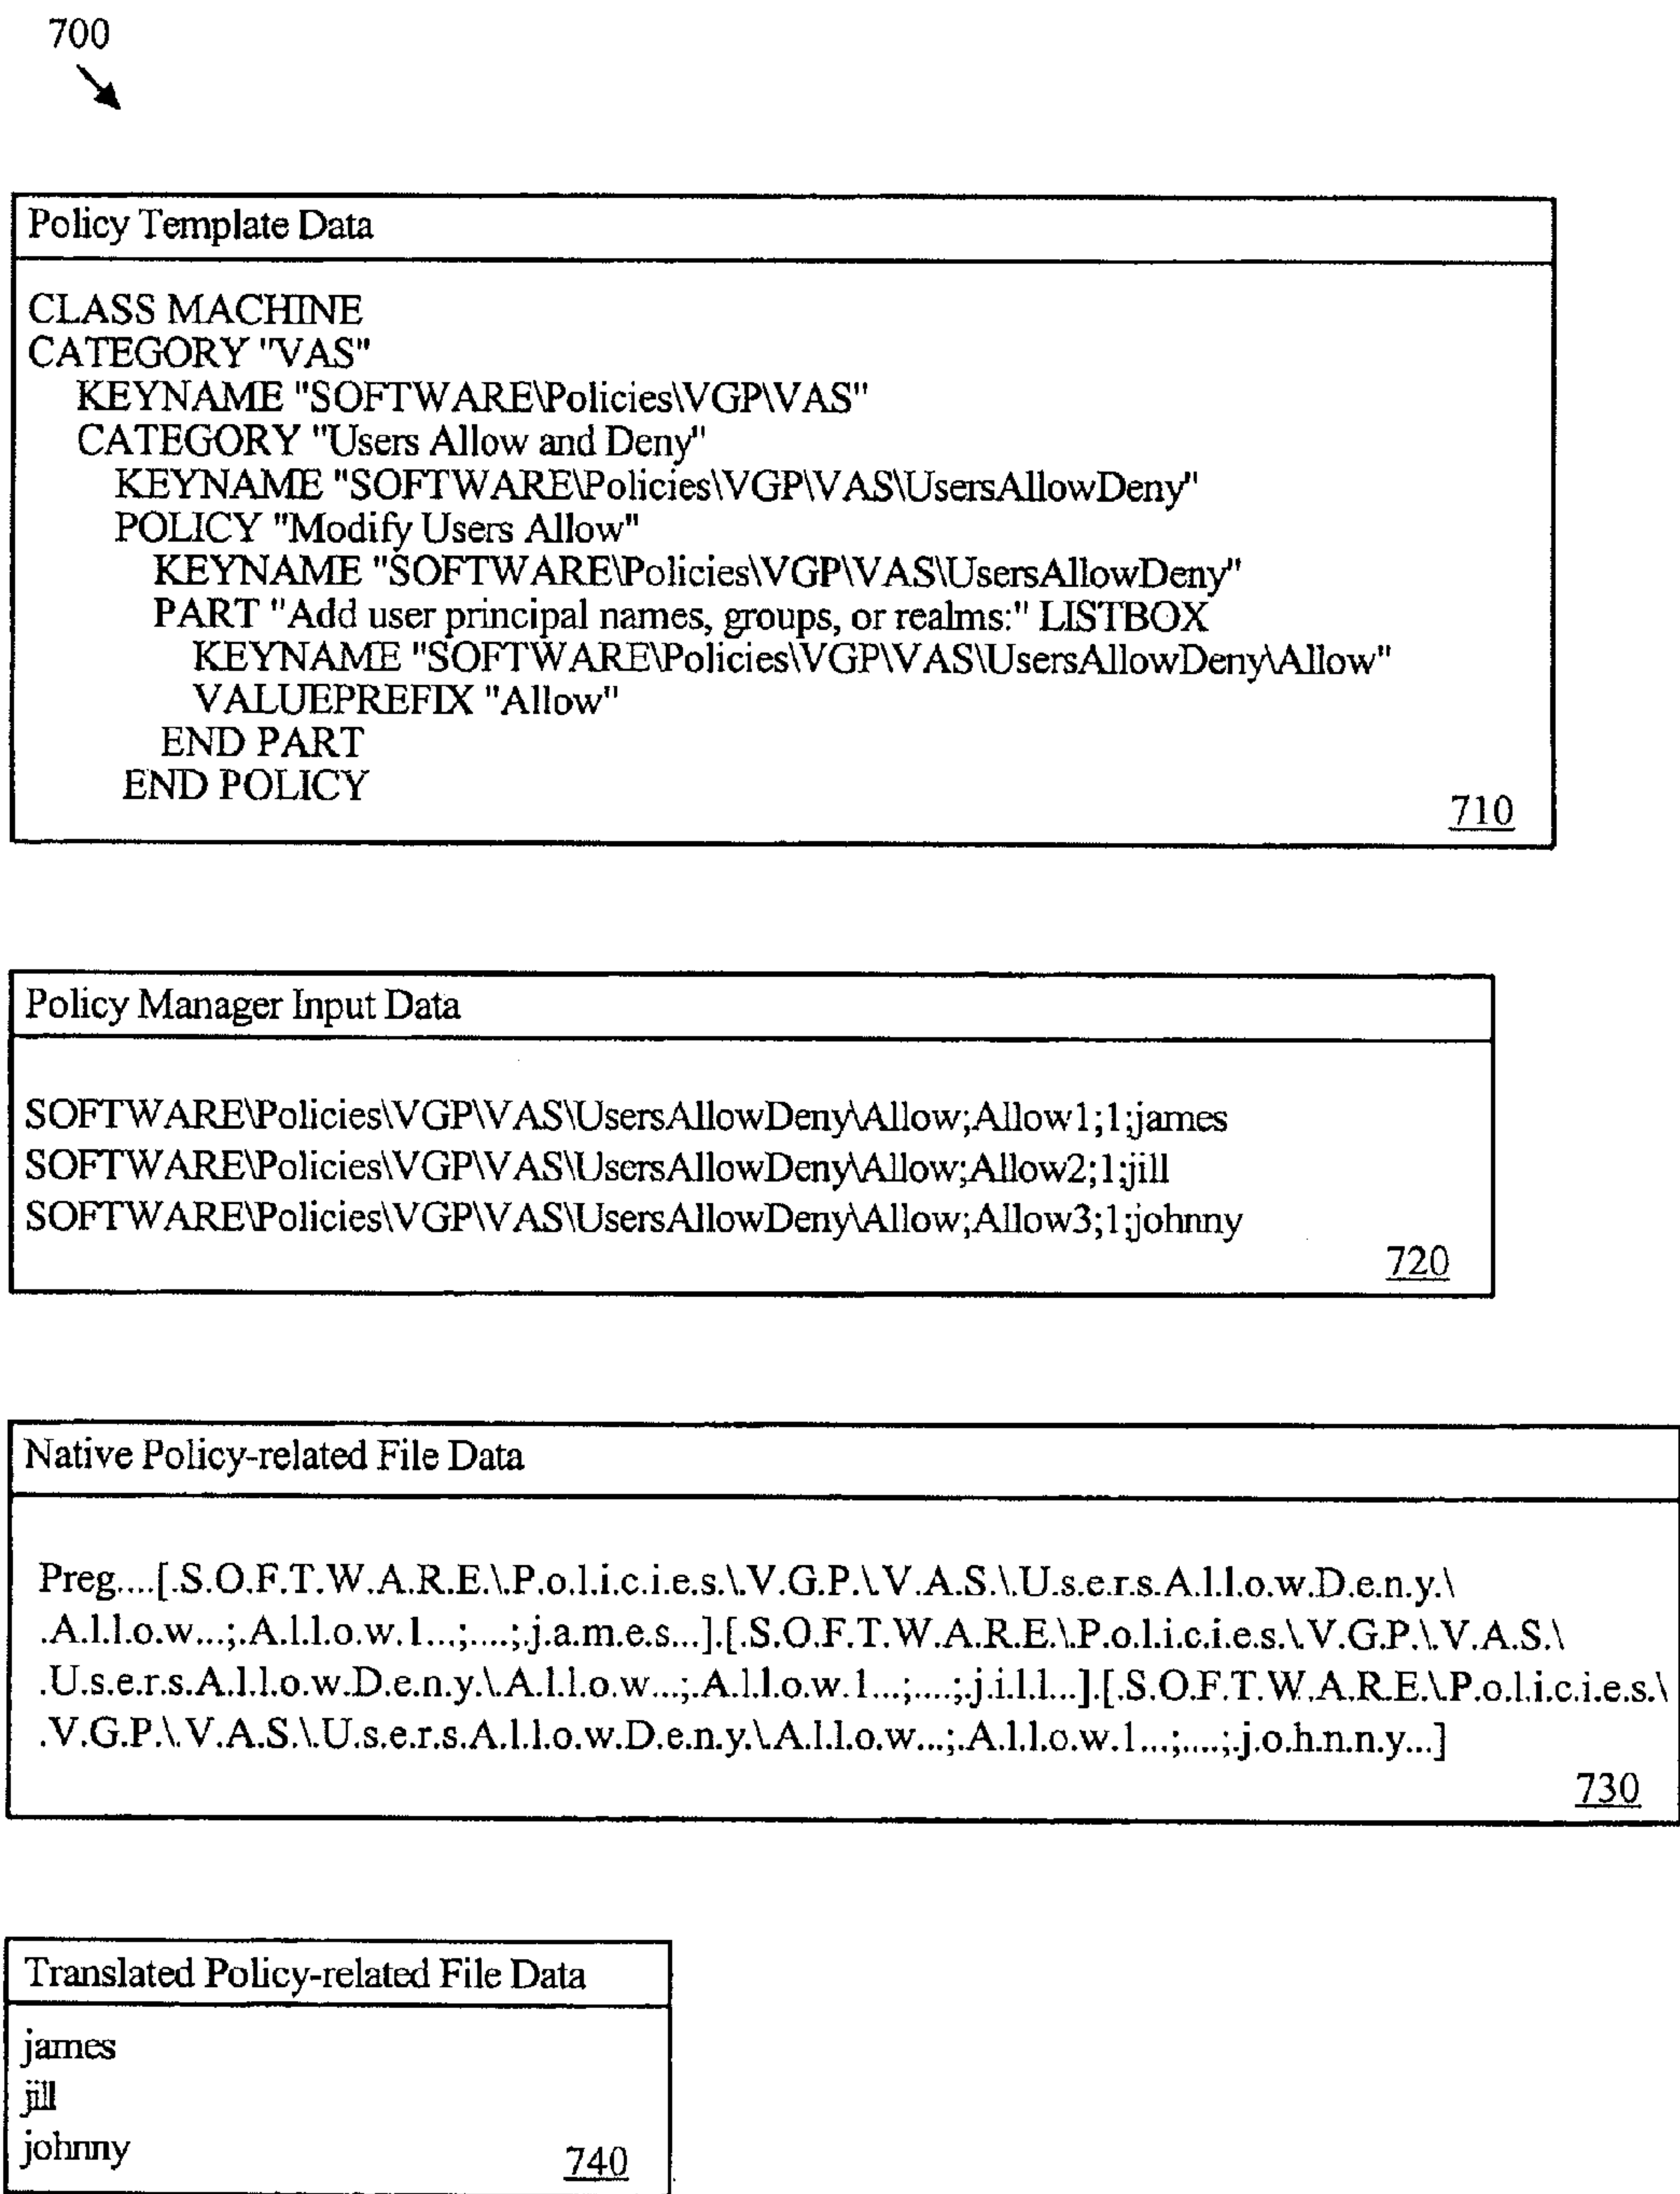 700
Policy Template Data
CLASS MACHINE
CATEGORY "VAS"
KEYNAME "SOFTWARE\Policies\VGP\VAS"
CATEGORY "Users Allow and Deny"
KEYNAME "SOFTWARE\Policies\VGP\VAS\UsersAllowDeny"
POLICY "Modify Users Allow"
KEYNAME "SOFTWARE\Policies\VGP\VAS\UsersAllowDeny"
PART "Add user principal names, groups, or realms:" LISTBOX
KEYNAME "SOFTWARE\Policies\VGP\VAS\UsersAllowDeny\Allow"
VALUEPREFIX "Allow"
END PART
END POLICY
710
Policy Manager Input Data
SOFTWARE\Policies\VGP\VAS\UsersAllowDeny\Allow;Allow1;1;james
SOFTWARE\Policies\VGP\VAS\UsersAllowDeny\Allow;Allow2;1;jill
SOFTWARE\Policies\VGP\VAS\UsersAllowDeny\Allow;Allow3;1;johnny
720
Native Policy-related File Data
Preg....[.S.O.F.T.W.A.R.E.\.P.o.l.i.c.i.e.s.\.V.G.P.\.V.A.S.\.U.s.e.r.s.A.l.l.o.w.D.e.n.y.\
.A.l.l.o.w...;.A.l.l.o.w.1...;....;.j.a.m.e.s...].[.S.O.F.T.W.A.R.E.\.P.o.l.i.c.i.e.s.\.V.G.P.\.V.A.S.\
.U.s.e.r.s.A.l.l.o.w.D.e.n.y.\.A.l.l.o.w...;.A.l.l.o.w.1...;....;.j.i.l.l...].[.S.O.F.T.W.A.R.E.\.P.o.l.i.c.i.e.s.\
.V.G.P.\.V.A.S.\.U.s.e.r.s.A.l.l.o.w.D.e.n.y.\.A.l.l.o.w...;.A.l.l.o.w.1...;....;.j.o.h.n.n.y...]
730
Translated Policy-related File Data
james
jill
johnny
740